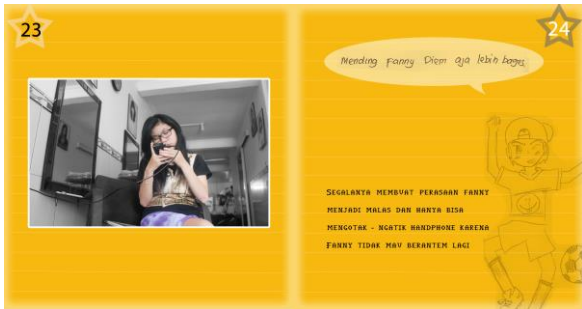 23
24
Mending Fanny Diem aja lebih bagus
SEGALANYA MEMBUAT PERASAAN FANNY
MENJADI MALAS DAN HANYA BISA
MENGOTAK - NGATIK HANDPHONE KARENA
FANNY TIDAK MAU BERANTEM LAGI